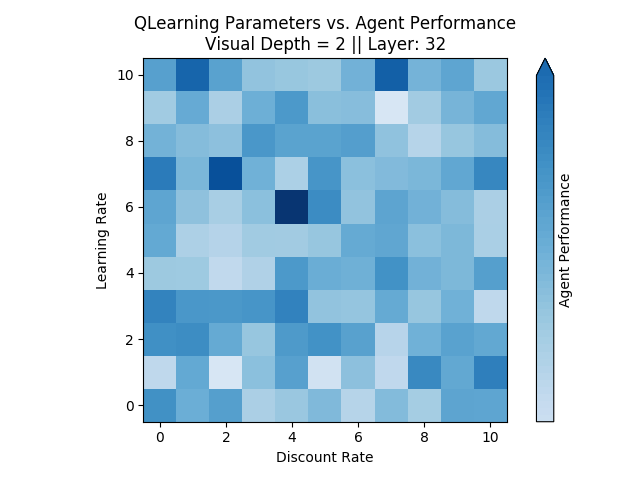 QLearning Parameters vs. Agent Performance
Visual Depth = 2 || Layer: 32
10
8
6
4
2
0
Learning Rate
0 2 4 6 8 10
Discount Rate
Agent Performance